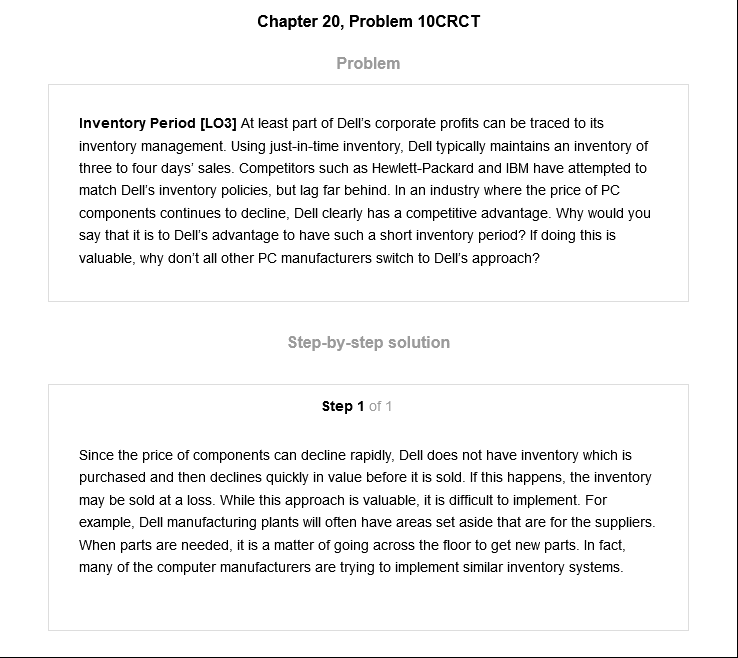 Chapter 20, Problem 10CRCT
Problem
Inventory Period [LO3] At least part of Dell's corporate profits can be traced to its
inventory management. Using just-in-time inventory, Dell typically maintains an inventory of
three to four days' sales. Competitors such as Hewlett-Packard and IBM have attempted to
match Dell's inventory policies, but lag far behind. In an industry where the price of PC
components continues to decline, Dell clearly has a competitive advantage. Why would you
say that it is to Dell's advantage to have such a short inventory period? If doing this is
valuable, why don't all other PC manufacturers switch to Dell's approach?
Step-by-step solution
Step 1 of 1
Since the price of components can decline rapidly, Dell does not have inventory which is
purchased and then declines quickly in value before it is sold. If this happens, the inventory
may be sold at a loss. While this approach is valuable, it is difficult to implement. For
example, Dell manufacturing plants will often have areas set aside that are for the suppliers.
When parts are needed, it is a matter of going across the floor to get new parts. In fact,
many of the computer manufacturers are trying to implement similar inventory systems.